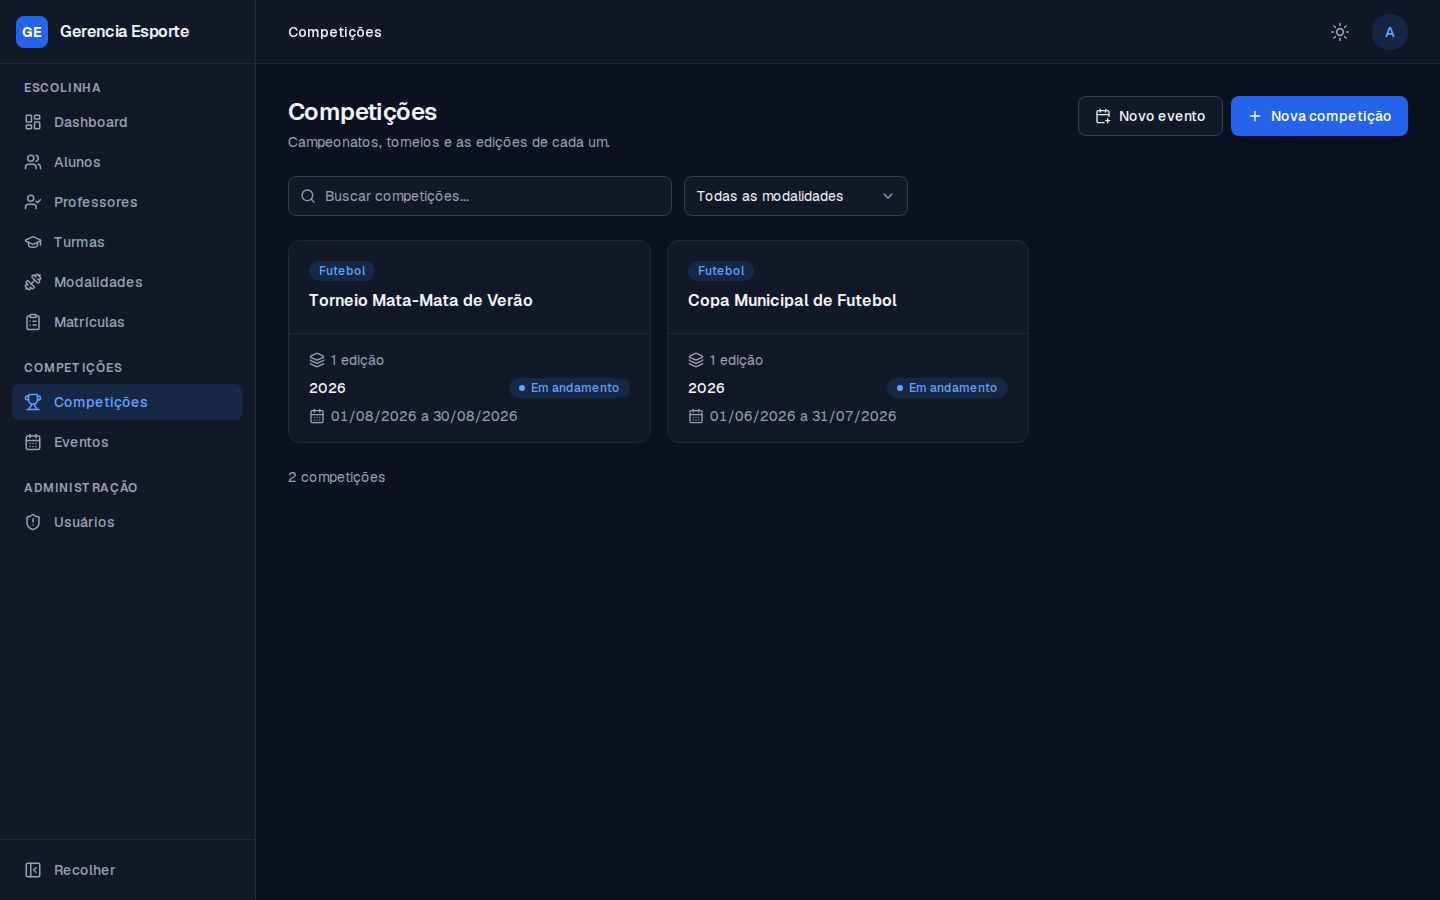 GE Gerencia Esporte
ESCOLINHA
Dashboard
Alunos
Professores
Turmas
Modalidades
Matrículas
COMPETIÇÕES
Competições
Eventos
ADMINISTRAÇÃO
Usuários
Recolher
Competições
A
Competições
Campeonatos, torneios e as edições de cada um.
Novo evento
Nova competição
Buscar competições...
Todas as modalidades
Futebol
Torneio Mata-Mata de Verão
1 edição
2026 Em andamento
01/08/2026 a 30/08/2026
Futebol
Copa Municipal de Futebol
1 edição
2026 Em andamento
01/06/2026 a 31/07/2026
2 competições